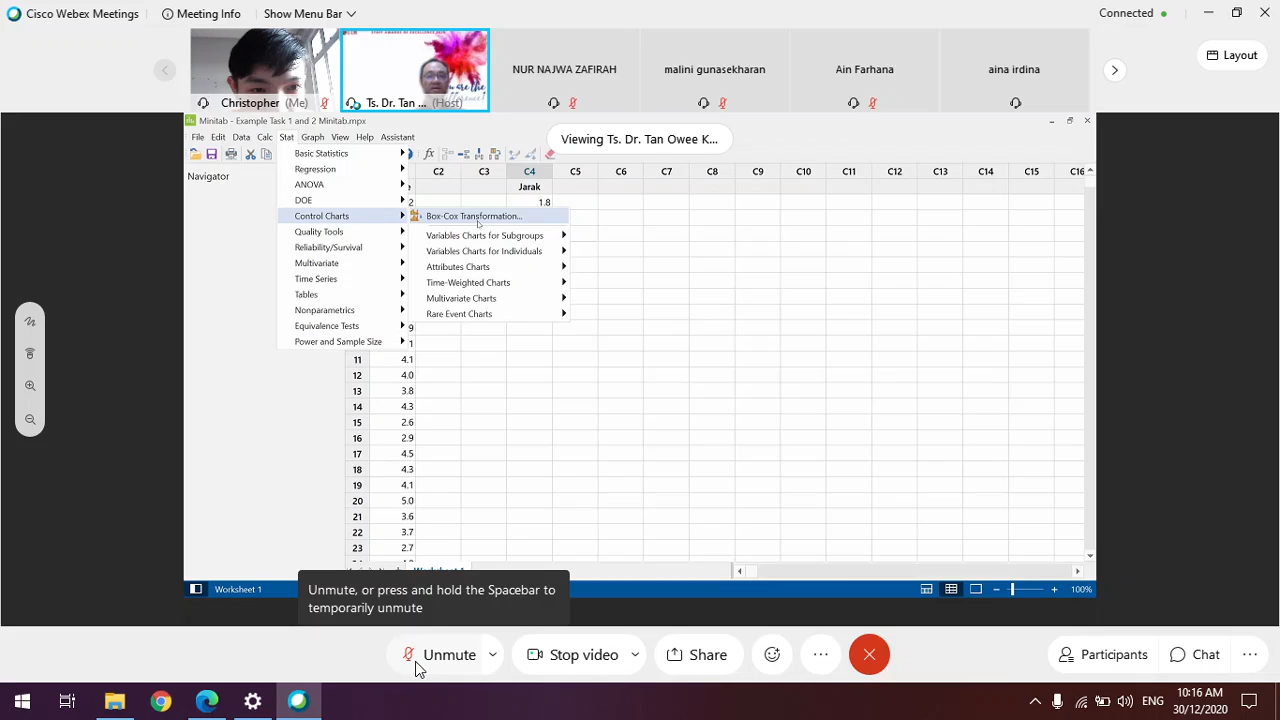 Cisco Webex Meetings
Meeting Info
Show Menu Bar
Connected
Layout
Christopher (Me)
Ts. Dr. Tan ... (Host)
NUR NAJWA ZAFIRAH
malini gunasekharan
Ain Farhana
aina irdina
Minitab - Example Task 1 and 2 Minitab.mpx
Viewing Ts. Dr. Tan Owee K...
File Edit Data Calc Stat Graph View Help Assistant
Navigator
Basic Statistics
Regression
ANOVA
DOE
Control Charts
Quality Tools
Reliability/Survival
Multivariate
Time Series
Tables
Nonparametrics
Equivalence Tests
Power and Sample Size
Box-Cox Transformation...
Variables Charts for Subgroups
Variables Charts for Individuals
Attributes Charts
Time-Weighted Charts
Multivariate Charts
Rare Event Charts
C2 C3 C4 C5 C6 C7 C8 C9 C10 C11 C12 C13 C14 C15 C16
Jarak
2 1.8
9
1
11 4.1
12 4.0
13 3.8
14 4.3
15 2.6
16 2.9
17 4.5
18 4.3
19 4.1
20 5.0
21 3.6
22 3.7
23 2.7
Worksheet 1
100%
Unmute, or press and hold the Spacebar to
temporarily unmute
Unmute
Stop video
Share
Participants
Chat
ENG
10:16 AM
30/12/2020